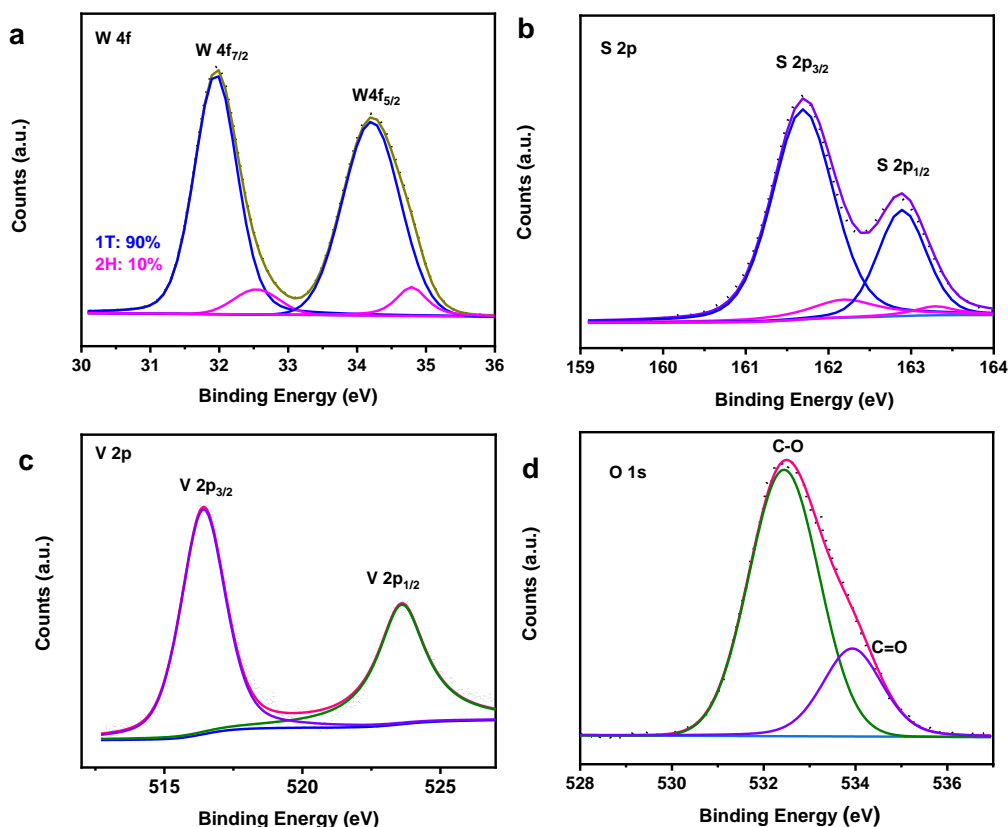 a
W 4f
W 4f7/2
W4f5/2
Counts (a.u.)
1T: 90%
2H: 10%
30 31 32 33 34 35 36
Binding Energy (eV)
b
S 2p
S 2p3/2
S 2p1/2
Counts (a.u.)
159 160 161 162 163 164
Binding Energy (eV)
c
V 2p
V 2p3/2
V 2p1/2
Counts (a.u.)
515 520 525
Binding Energy (eV)
d
O 1s
C-O
C=O
Counts (a.u.)
528 530 532 534 536
Binding Energy (eV)